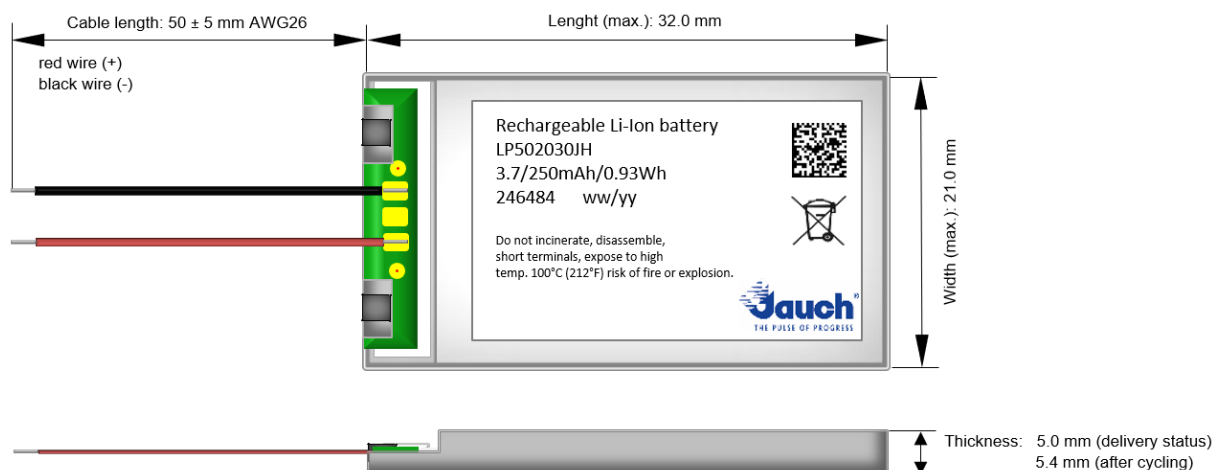 Cable length: 50 ± 5 mm AWG26
Lenght (max.): 32.0 mm
red wire (+)
black wire (-)
Rechargeable Li-Ion battery
LP502030JH
3.7/250mAh/0.93Wh
246484 ww/yy
Do not incinerate, disassemble,
short terminals, expose to high
temp. 100°C (212°F) risk of fire or explosion.
Jauch®
THE PULSE OF PROGRESS
Width (max.): 21.0 mm
Thickness: 5.0 mm (delivery status)
5.4 mm (after cycling)